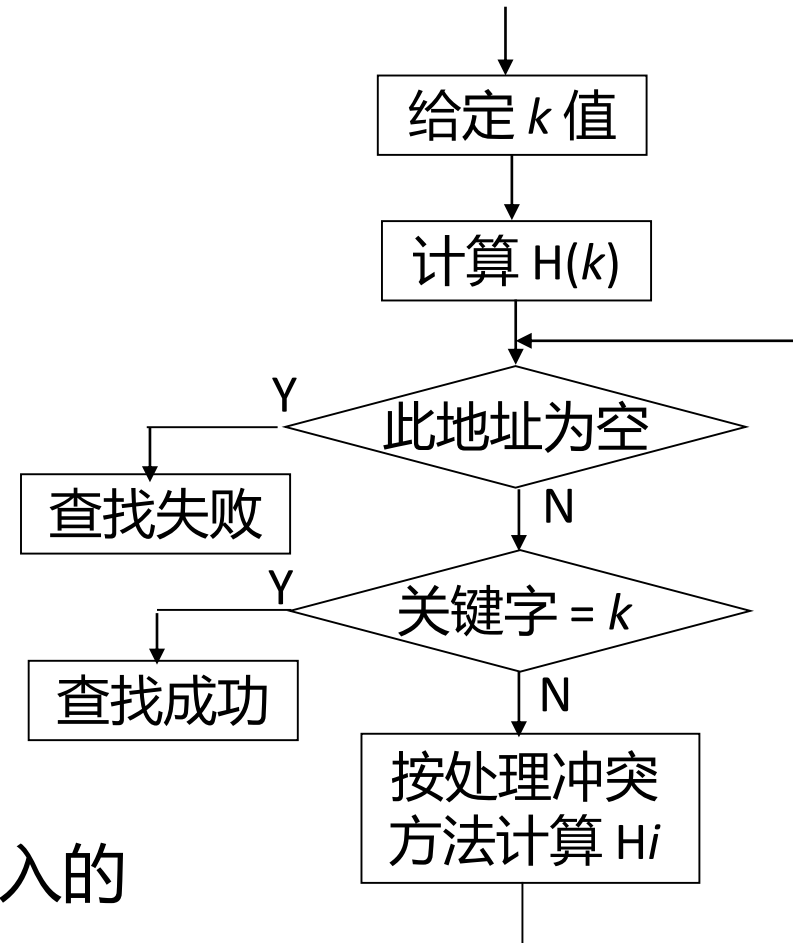 给定 k 值
计算 H(k)
Y
此地址为空
查找失败
N
Y
关键字 = k
查找成功
N
按处理冲突
方法计算 Hi
入的